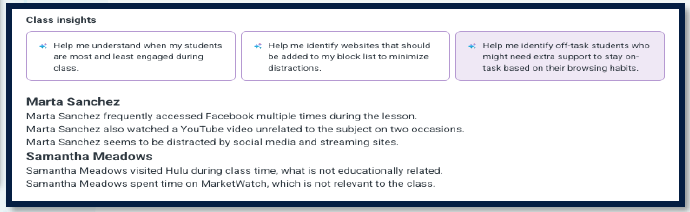 Class insights
Help me understand when my students
are most and least engaged during
class.
Help me identify websites that should
be added to my block list to minimize
distractions.
Help me identify off-task students who
might need extra support to stay on-
task based on their browsing habits.
Marta Sanchez
Marta Sanchez frequently accessed Facebook multiple times during the lesson.
Marta Sanchez also watched a YouTube video unrelated to the subject on two occasions.
Marta Sanchez seems to be distracted by social media and streaming sites.
Samantha Meadows
Samantha Meadows visited Hulu during class time, what is not educationally related.
Samantha Meadows spent time on MarketWatch, which is not relevant to the class.